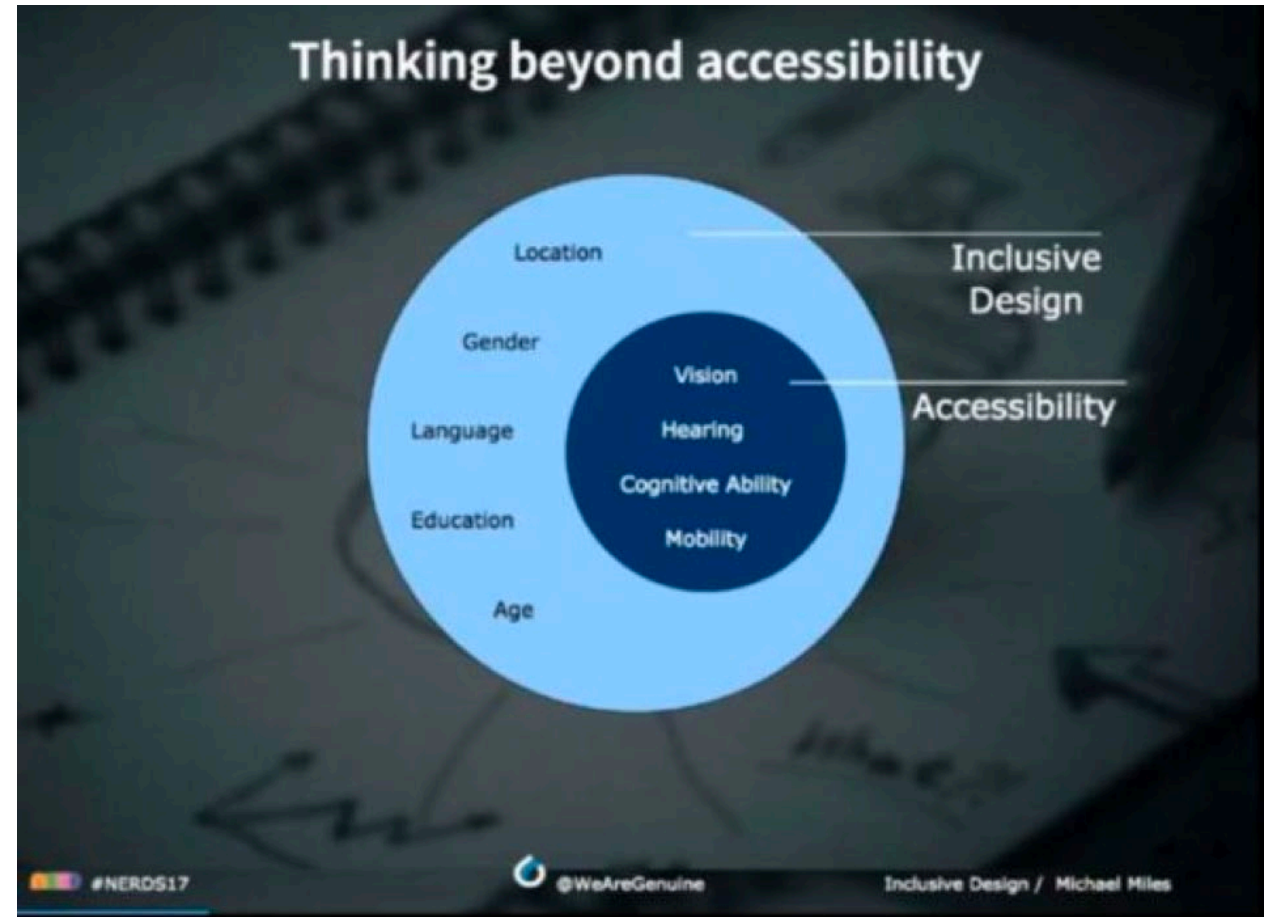 Thinking beyond accessibility
Location
Gender
Language
Education
Age
Vision
Hearing
Cognitive Ability
Mobility
Inclusive
Design
Accessibility
What?!
#NERDS17
@WeAreGenuine
Inclusive Design / Michael Miles